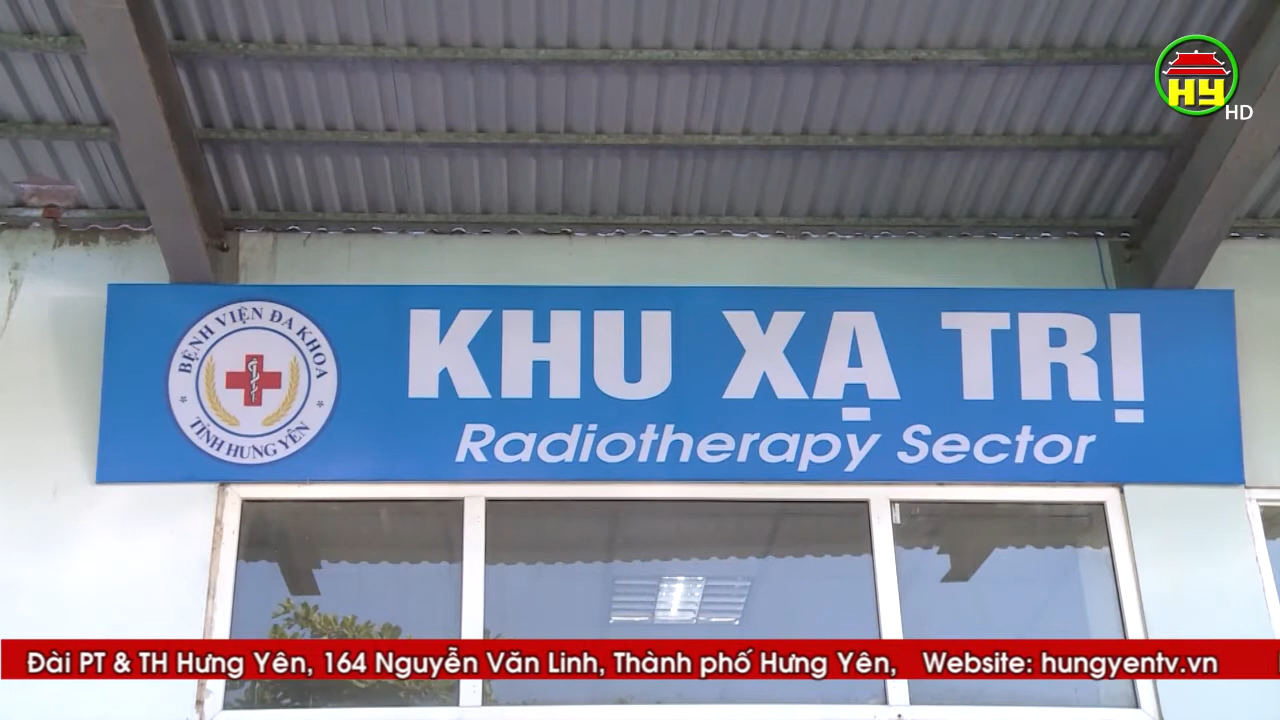 HY
HD
BỆNH VIỆN ĐA KHOA
TỈNH HƯNG YÊN
KHU XẠ TRỊ
Radiotherapy Sector
Đài PT & TH Hưng Yên, 164 Nguyễn Văn Linh, Thành phố Hưng Yên, Website: hungyentv.vn